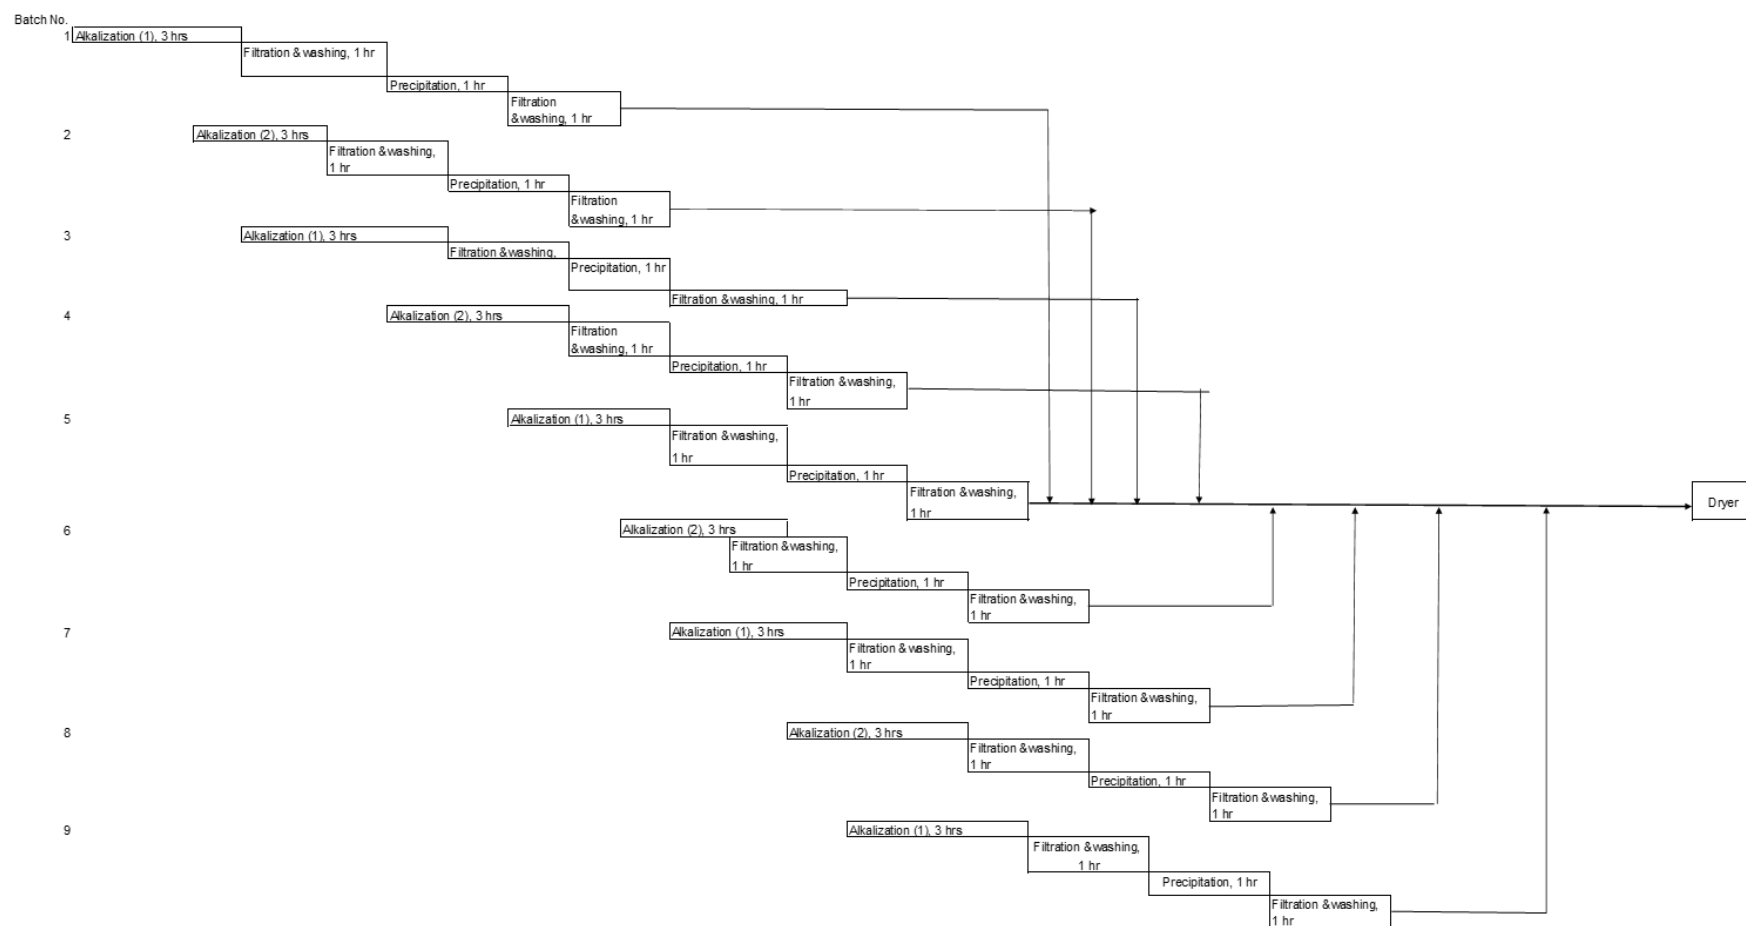 Batch No.
1
Alkalization (1), 3 hrs
Filtration &washing, 1 hr
Precipitation, 1 hr
Filtration
&washing, 1 hr
2
Alkalization (2), 3 hrs
Filtration &washing,
1 hr
Precipitation, 1 hr
Filtration
&washing, 1 hr
3
Alkalization (1), 3 hrs
Filtration &washing,
Precipitation, 1 hr
Filtration &washing, 1 hr
4
Alkalization (2), 3 hrs
Filtration
&washing, 1 hr
Precipitation, 1 hr
Filtration &washing,
1 hr
5
Alkalization (1), 3 hrs
Filtration &washing,
1 hr
Precipitation, 1 hr
Filtration &washing,
1 hr
Dryer
6
Alkalization (2), 3 hrs
Filtration &washing,
1 hr
Precipitation, 1 hr
Filtration &washing,
1 hr
7
Alkalization (1), 3 hrs
Filtration &washing,
1 hr
Precipitation, 1 hr
Filtration &washing,
1 hr
8
Alkalization (2), 3 hrs
Filtration &washing,
1 hr
Precipitation, 1 hr
Filtration &washing,
1 hr
9
Alkalization (1), 3 hrs
Filtration &washing,
1 hr
Precipitation, 1 hr
Filtration &washing,
1 hr